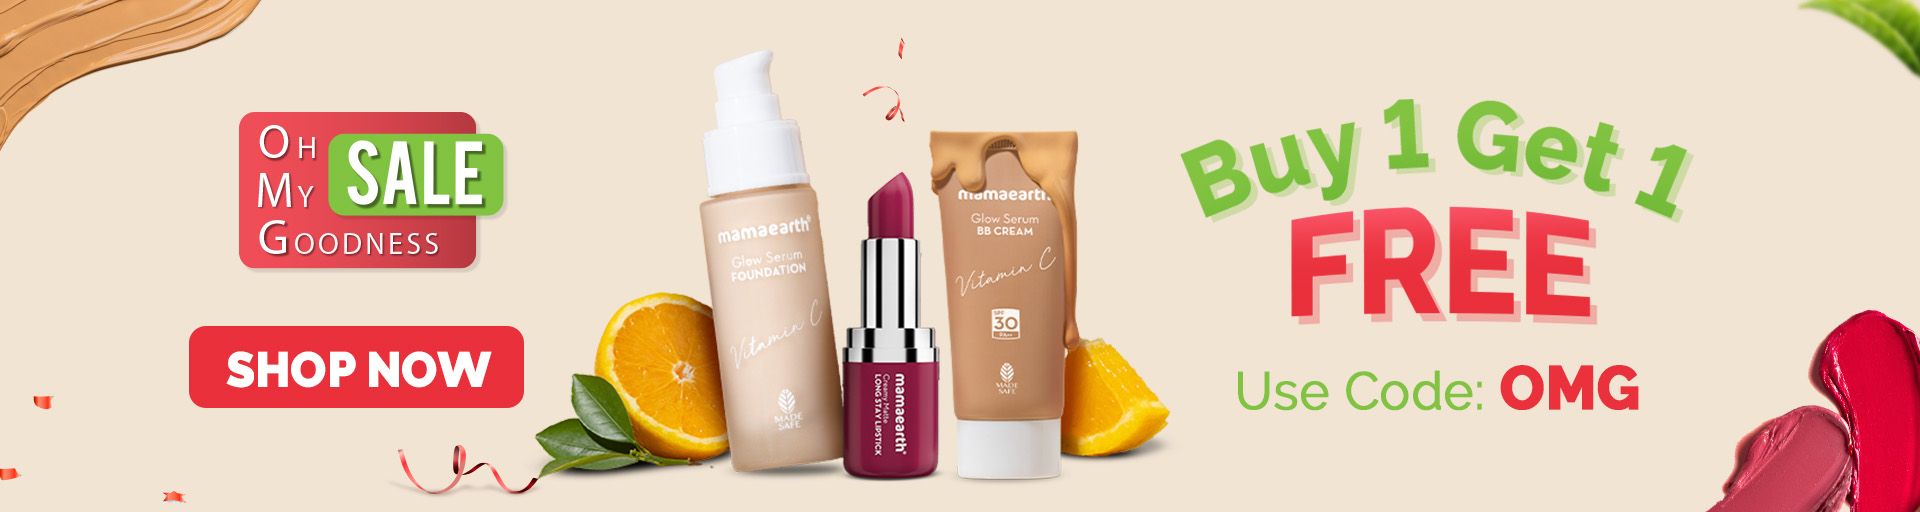 OH
MY
GOODNESS
SALE
SHOP NOW
mamaearth®
Glow Serum
FOUNDATION
Vitamin C
MADE
SAFE
mamaearth®
Creamy Matte
LONG STAY LIPSTICK
mamaearth
Glow Serum
BB CREAM
Vitamin C
SPF
30
PA++
MADE
SAFE
Buy 1 Get 1
FREE
Use Code: OMG